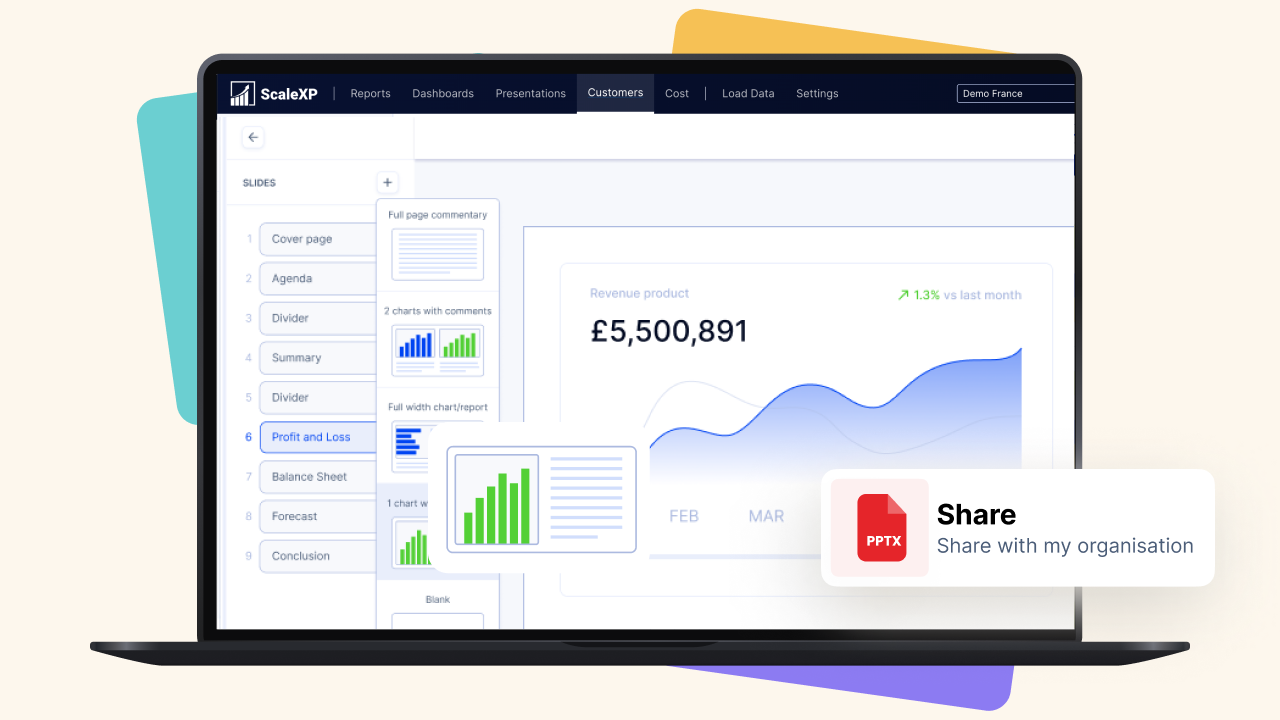 ScaleXP
Reports
Dashboards
Presentations
Customers
Cost
Load Data
Settings
Demo France
SLIDES
1 Cover page
2 Agenda
3 Divider
4 Summary
5 Divider
6 Profit and Loss
7 Balance Sheet
8 Forecast
9 Conclusion
Full page commentary
2 charts with comments
Full width chart/report
1 chart w
Blank
Revenue product
1.3% vs last month
£5,500,891
FEB
MAR
PPTX
Share
Share with my organisation